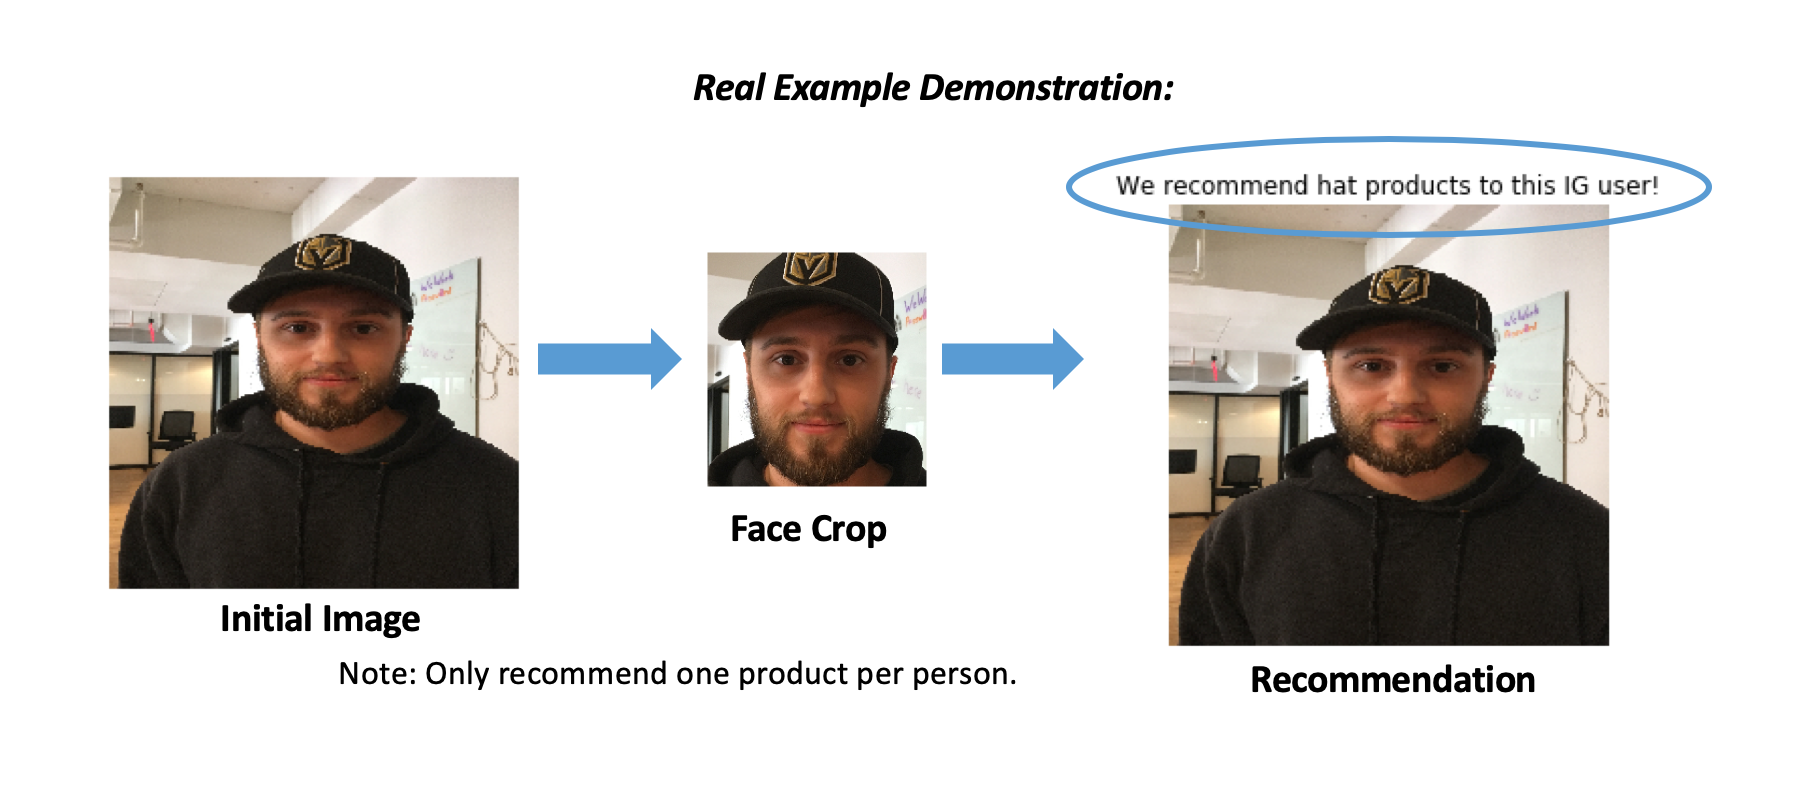 Real Example Demonstration:
We recommend hat products to this IG user!
WeWork
Face Crop
Initial Image
Note: Only recommend one product per person.
Recommendation